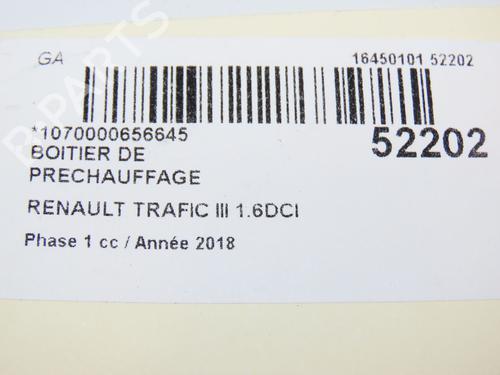 GA
16450101 52202
*1070000656645
52202
BOITIER DE
PRECHAUFFAGE
RENAULT TRAFIC III 1.6DCI
Phase 1 cc / Année 2018